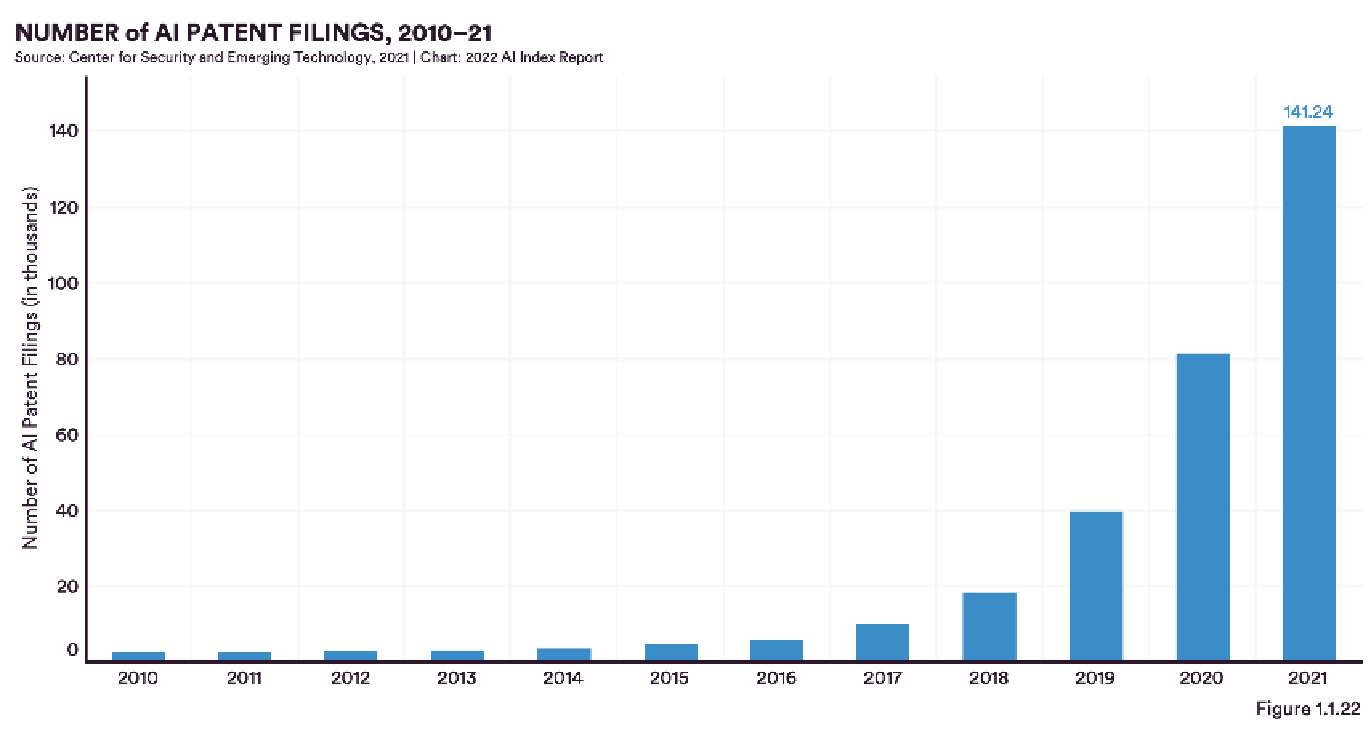 NUMBER of AI PATENT FILINGS, 2010–21
Source: Center for Security and Emerging Technology, 2021 | Chart: 2022 AI Index Report
141.24
140
120
100
80
60
40
20
0
Number of AI Patent Filings (in thousands)
2010 2011 2012 2013 2014 2015 2016 2017 2018 2019 2020 2021
Figure 1.1.22